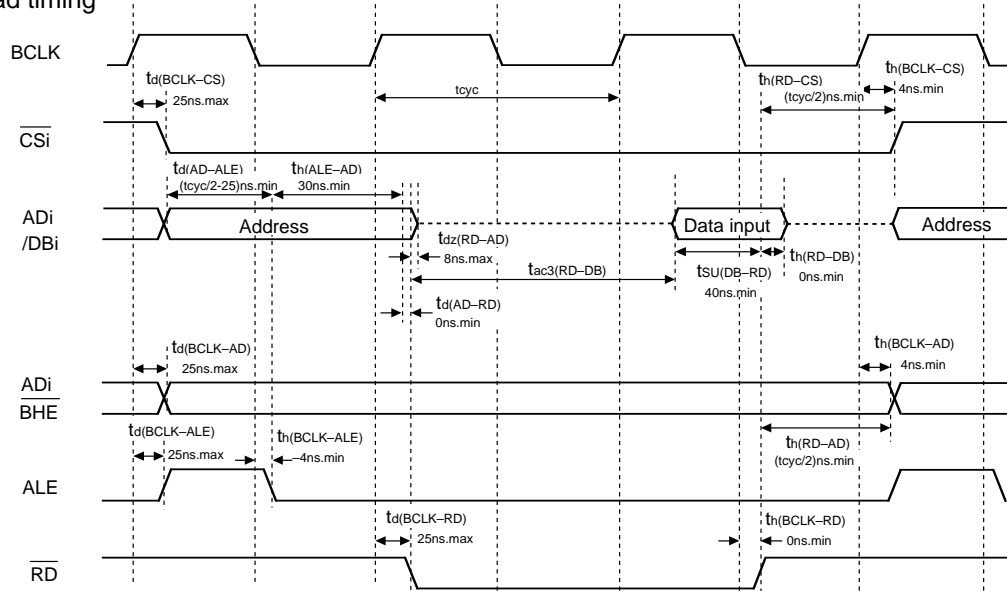 ad timing
BCLK
td(BCLK–CS)
25ns.max
tcyc
th(RD–CS)
(tcyc/2)ns.min
th(BCLK–CS)
4ns.min
CSi
td(AD–ALE)
(tcyc/2-25)ns.min
th(ALE–AD)
30ns.min
ADi
/DBi
Address
Data input
Address
tdz(RD–AD)
8ns.max
tac3(RD–DB)
tSU(DB–RD)
40ns.min
th(RD–DB)
0ns.min
td(AD–RD)
0ns.min
td(BCLK–AD)
25ns.max
th(BCLK–AD)
4ns.min
ADi
BHE
td(BCLK–ALE)
25ns.max
th(BCLK–ALE)
–4ns.min
th(RD–AD)
(tcyc/2)ns.min
ALE
td(BCLK–RD)
25ns.max
th(BCLK–RD)
0ns.min
RD